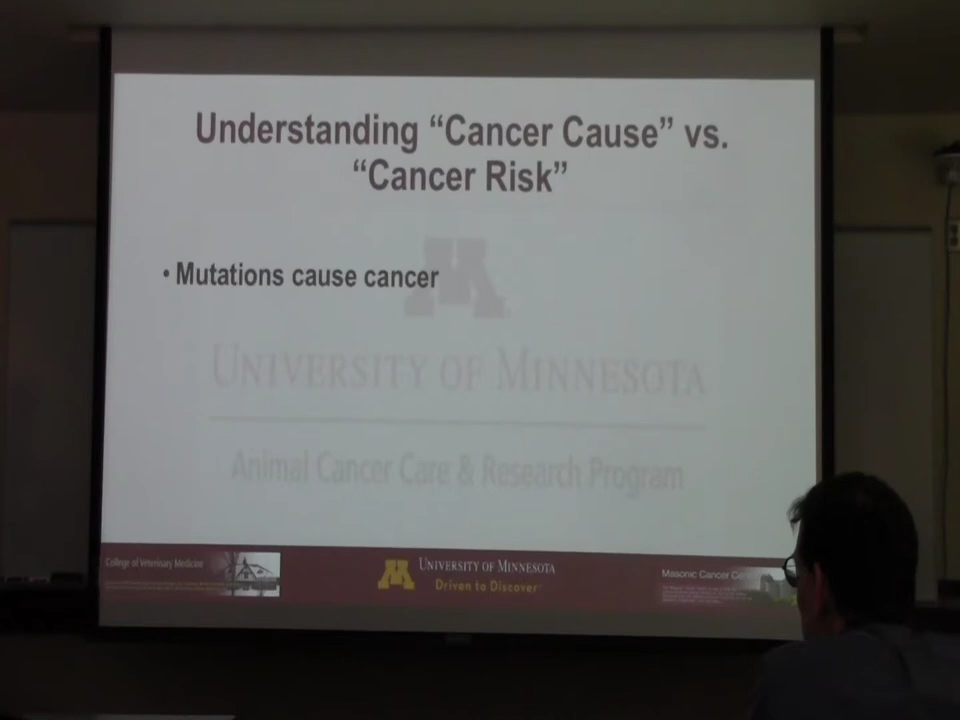 Understanding “Cancer Cause” vs.
“Cancer Risk”
• Mutations cause cancer
M
UNIVERSITY OF MINNESOTA
Animal Cancer Care & Research Program
College of Veterinary Medicine
M UNIVERSITY OF MINNESOTA
Driven to Discover
Masonic Cancer